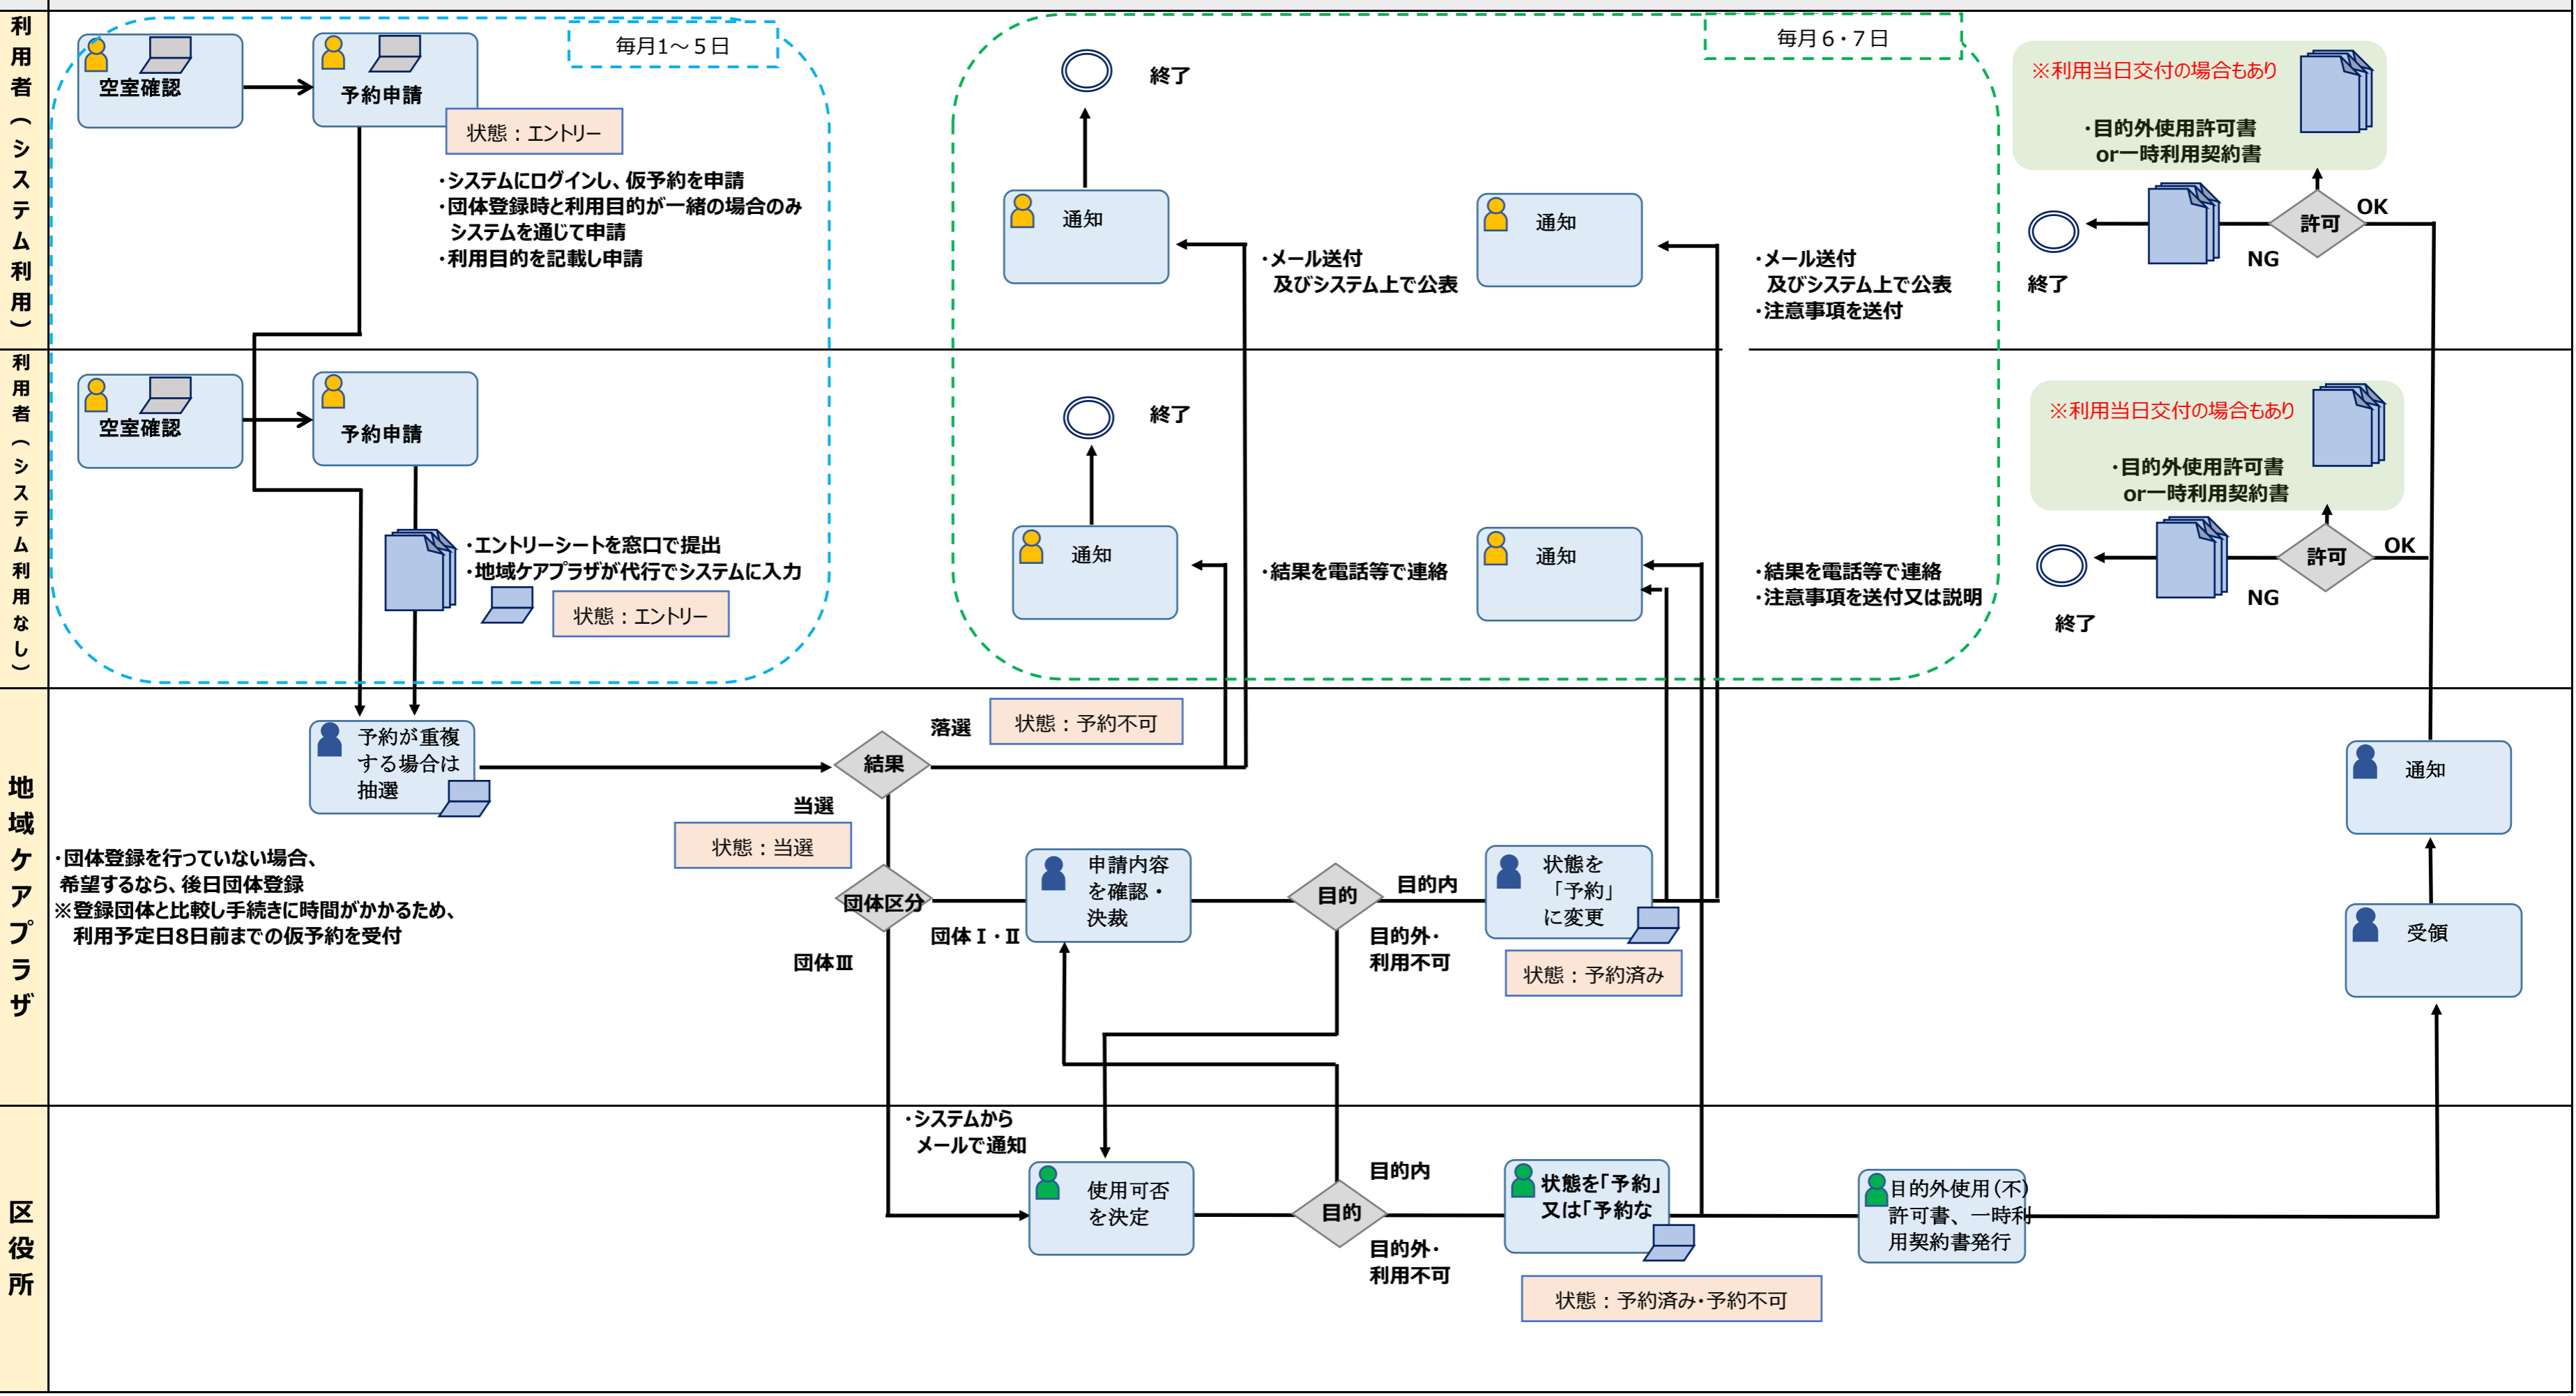 利用者（システム利用）
毎月1～５日
毎月６・７日
空室確認
予約申請
状態：エントリー
・システムにログインし、仮予約を申請
・団体登録時と利用目的が一緒の場合のみ
システムを通じて申請
・利用目的を記載し申請
終了
通知
・メール送付
及びシステム上で公表
通知
・メール送付
及びシステム上で公表
・注意事項を送付
※利用当日交付の場合もあり
・目的外使用許可書
or一時利用契約書
許可
OK
NG
終了
利用者（システム利用なし）
空室確認
予約申請
・エントリーシートを窓口で提出
・地域ケアプラザが代行でシステムに入力
状態：エントリー
終了
通知
・結果を電話等で連絡
通知
・結果を電話等で連絡
・注意事項を送付又は説明
※利用当日交付の場合もあり
・目的外使用許可書
or一時利用契約書
許可
OK
NG
終了
地域ケアプラザ
予約が重複
する場合は
抽選
・団体登録を行っていない場合、
希望するなら、後日団体登録
※登録団体と比較し手続きに時間がかかるため、
利用予定日8日前までの仮予約を受付
結果
落選
状態：予約不可
当選
状態：当選
団体区分
団体Ⅰ・Ⅱ
団体Ⅲ
申請内容
を確認・
決裁
目的
目的内
目的外・
利用不可
状態を
「予約」
に変更
状態：予約済み
通知
受領
区役所
・システムから
メールで通知
使用可否
を決定
目的
目的内
目的外・
利用不可
状態を「予約」
又は「予約な
状態：予約済み・予約不可
目的外使用（不）
許可書、一時利
用契約書発行